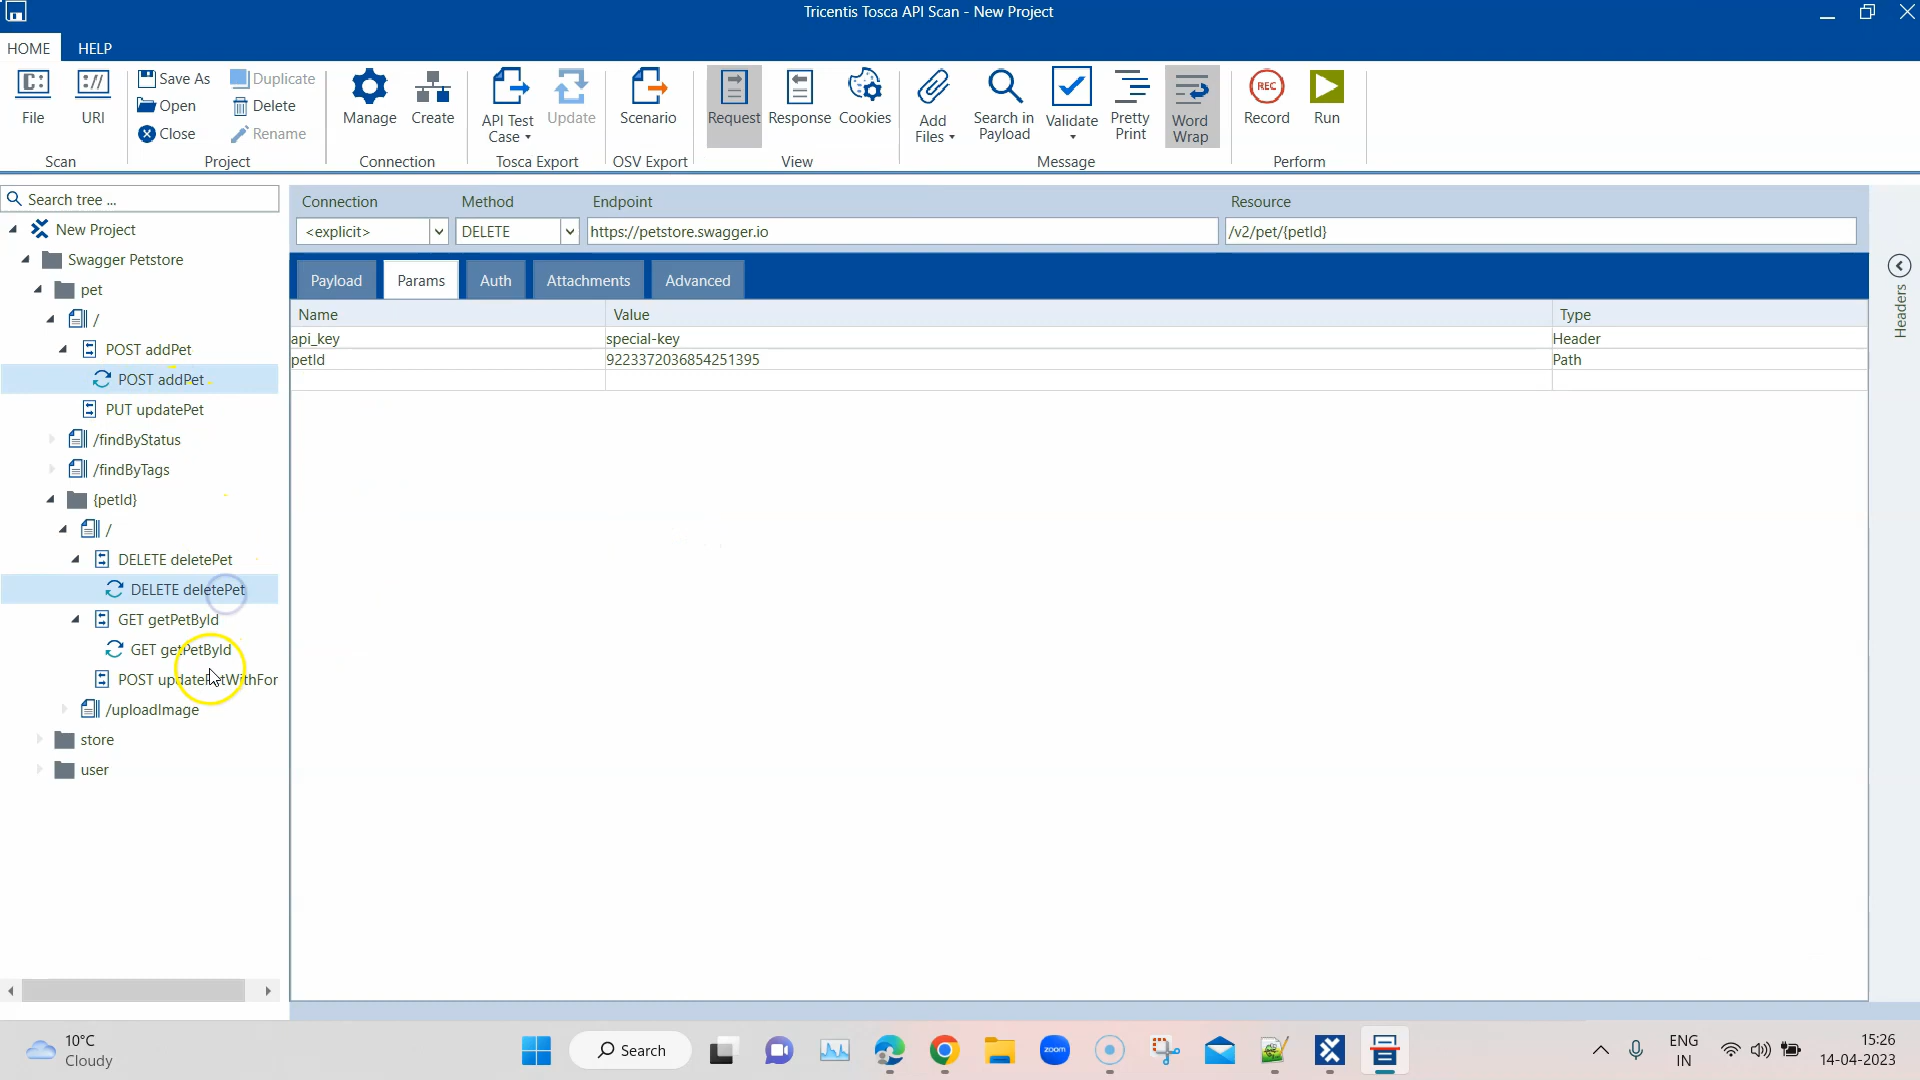 Tricentis Tosca API Scan - New Project
HOME HELP
File URI Save As Duplicate Open Delete Close Rename
Manage Create API Test Case Update Scenario
Request Response Cookies Add Files Search in Payload Validate Pretty Print Word Wrap REC Record Run
Scan Project Connection Tosca Export OSV Export View Message Perform
Search tree ...
New Project
Swagger Petstore
pet
/
POST addPet
POST addPet
PUT updatePet
/findByStatus
/findByTags
{petId}
/
DELETE deletePet
DELETE deletePet
GET getPetById
GET getPetById
POST updatePetWithFor
/uploadImage
store
user
Connection Method Endpoint Resource
<explicit> DELETE https://petstore.swagger.io /v2/pet/{petId}
Payload Params Auth Attachments Advanced
Name Value Type
api_key special-key Header
petId 9223372036854251395 Path
Headers
10°C
Cloudy
Search
zoom
ENG
IN
15:26
14-04-2023